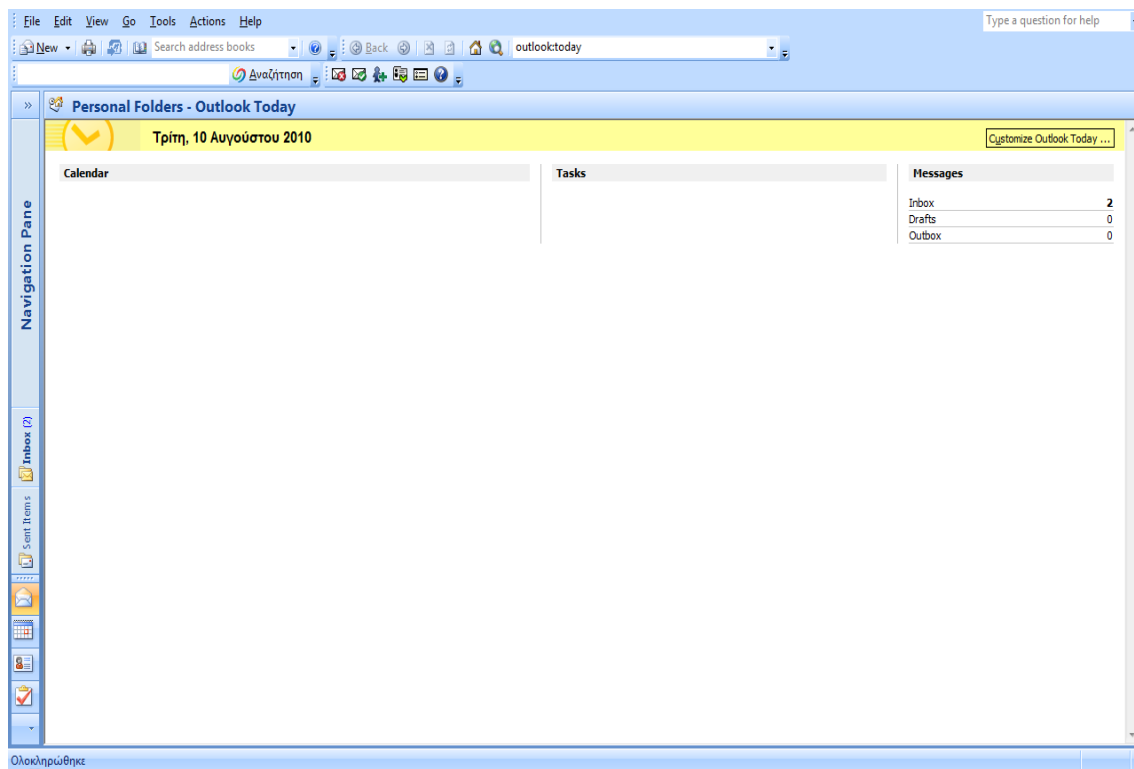 File Edit View Go Tools Actions Help Type a question for help
New Search address books Back outlook:today
Αναζήτηση
Personal Folders - Outlook Today
Τρίτη, 10 Αυγούστου 2010 Customize Outlook Today ...
Calendar Tasks Messages
Inbox 2
Drafts 0
Outbox 0
Navigation Pane
Inbox (2)
Sent Items
Ολοκληρώθηκε